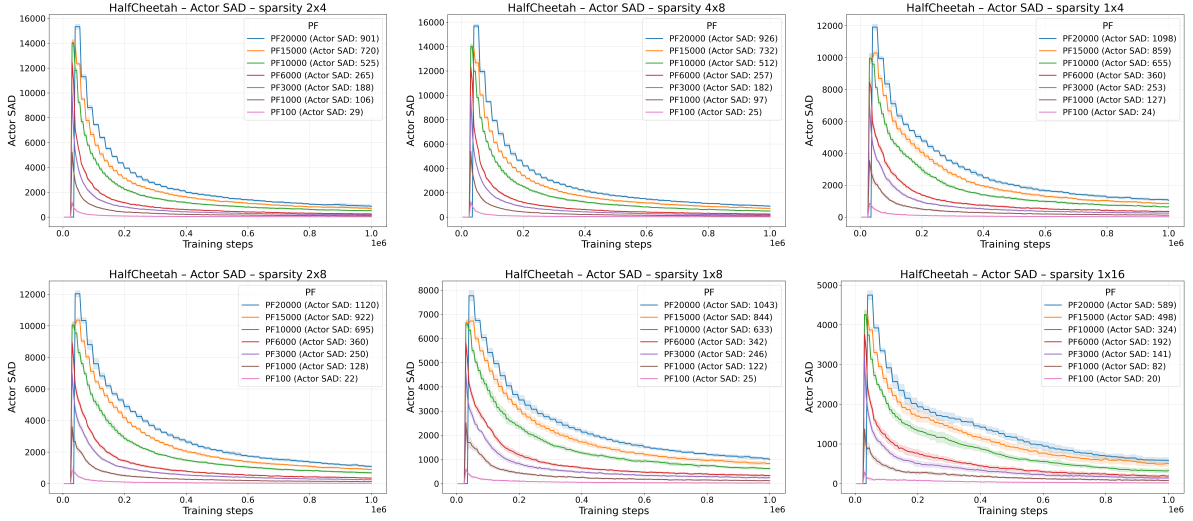 HalfCheetah – Actor SAD – sparsity 2x4
16000
14000
12000
10000
8000
6000
4000
2000
0
Actor SAD
PF
PF20000 (Actor SAD: 901)
PF15000 (Actor SAD: 720)
PF10000 (Actor SAD: 525)
PF6000 (Actor SAD: 265)
PF3000 (Actor SAD: 188)
PF1000 (Actor SAD: 106)
PF100 (Actor SAD: 29)
0.0 0.2 0.4 0.6 0.8 1.0
1e6
Training steps
HalfCheetah – Actor SAD – sparsity 4x8
16000
14000
12000
10000
8000
6000
4000
2000
0
Actor SAD
PF
PF20000 (Actor SAD: 926)
PF15000 (Actor SAD: 732)
PF10000 (Actor SAD: 512)
PF6000 (Actor SAD: 257)
PF3000 (Actor SAD: 182)
PF1000 (Actor SAD: 97)
PF100 (Actor SAD: 25)
0.0 0.2 0.4 0.6 0.8 1.0
1e6
Training steps
HalfCheetah – Actor SAD – sparsity 1x4
12000
10000
8000
6000
4000
2000
0
Actor SAD
PF
PF20000 (Actor SAD: 1098)
PF15000 (Actor SAD: 859)
PF10000 (Actor SAD: 655)
PF6000 (Actor SAD: 360)
PF3000 (Actor SAD: 253)
PF1000 (Actor SAD: 127)
PF100 (Actor SAD: 24)
0.0 0.2 0.4 0.6 0.8 1.0
1e6
Training steps
HalfCheetah – Actor SAD – sparsity 2x8
12000
10000
8000
6000
4000
2000
0
Actor SAD
PF
PF20000 (Actor SAD: 1120)
PF15000 (Actor SAD: 922)
PF10000 (Actor SAD: 695)
PF6000 (Actor SAD: 360)
PF3000 (Actor SAD: 250)
PF1000 (Actor SAD: 128)
PF100 (Actor SAD: 22)
0.0 0.2 0.4 0.6 0.8 1.0
1e6
Training steps
HalfCheetah – Actor SAD – sparsity 1x8
8000
7000
6000
5000
4000
3000
2000
1000
0
Actor SAD
PF
PF20000 (Actor SAD: 1043)
PF15000 (Actor SAD: 844)
PF10000 (Actor SAD: 633)
PF6000 (Actor SAD: 342)
PF3000 (Actor SAD: 246)
PF1000 (Actor SAD: 122)
PF100 (Actor SAD: 25)
0.0 0.2 0.4 0.6 0.8 1.0
1e6
Training steps
HalfCheetah – Actor SAD – sparsity 1x16
5000
4000
3000
2000
1000
0
Actor SAD
PF
PF20000 (Actor SAD: 589)
PF15000 (Actor SAD: 498)
PF10000 (Actor SAD: 324)
PF6000 (Actor SAD: 192)
PF3000 (Actor SAD: 141)
PF1000 (Actor SAD: 82)
PF100 (Actor SAD: 20)
0.0 0.2 0.4 0.6 0.8 1.0
1e6
Training steps